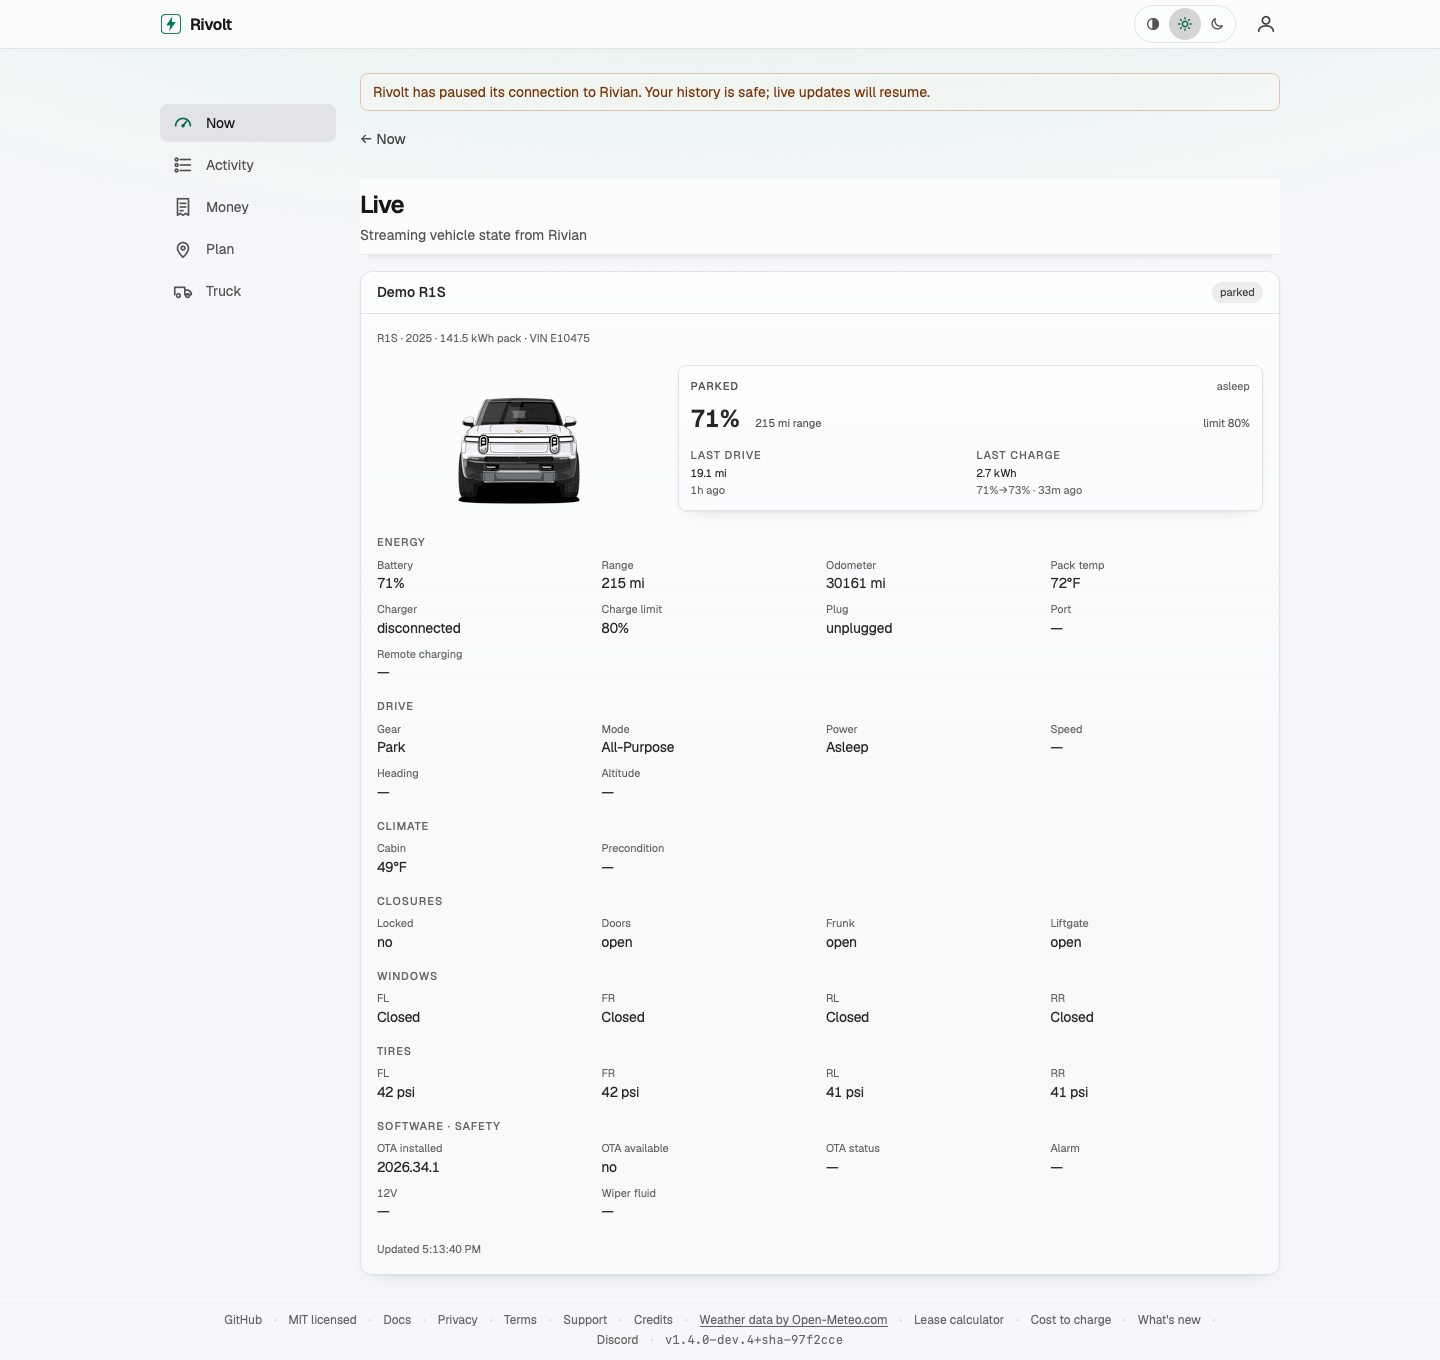 Rivolt
Rivolt has paused its connection to Rivian. Your history is safe; live updates will resume.
← Now
Now
Activity
Money
Plan
Truck
Live
Streaming vehicle state from Rivian
Demo R1S
parked
R1S · 2025 · 141.5 kWh pack · VIN E10475
PARKED
asleep
71% 215 mi range
limit 80%
LAST DRIVE LAST CHARGE
19.1 mi 2.7 kWh
1h ago 71%→73% · 33m ago
ENERGY
Battery Range Odometer Pack temp
71% 215 mi 30161 mi 72°F
Charger Charge limit Plug Port
disconnected 80% unplugged —
Remote charging
—
DRIVE
Gear Mode Power Speed
Park All-Purpose Asleep —
Heading Altitude
— —
CLIMATE
Cabin Precondition
49°F —
CLOSURES
Locked Doors Frunk Liftgate
no open open open
WINDOWS
FL FR RL RR
Closed Closed Closed Closed
TIRES
FL FR RL RR
42 psi 42 psi 41 psi 41 psi
SOFTWARE · SAFETY
OTA installed OTA available OTA status Alarm
2026.34.1 no — —
12V Wiper fluid
— —
Updated 5:13:40 PM
GitHub · MIT licensed · Docs · Privacy · Terms · Support · Credits · Weather data by Open-Meteo.com · Lease calculator · Cost to charge · What's new ·
Discord · v1.4.0-dev.4+sha-97f2cce